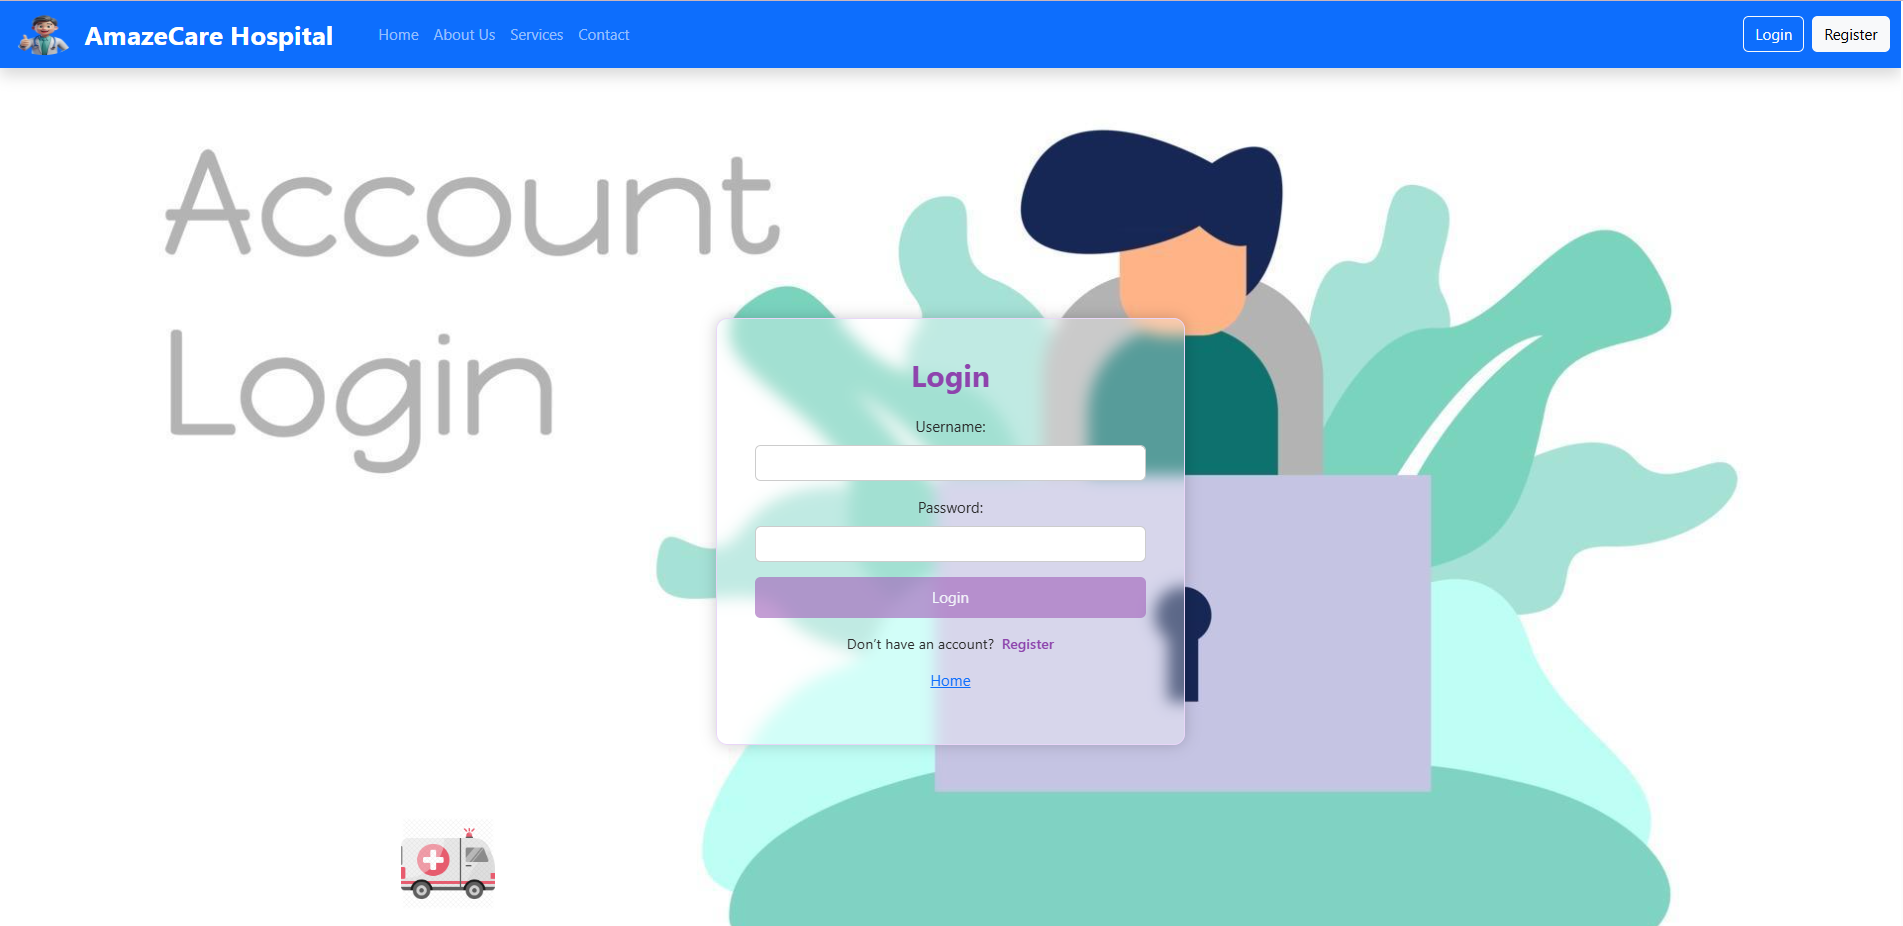 AmazeCare Hospital Home About Us Services Contact Login Register
Account
Login
Login
Username:
Password:
Login
Don't have an account? Register
Home